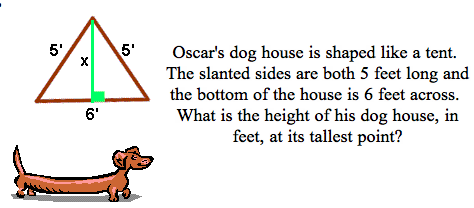 5'
5'
x
6'
Oscar's dog house is shaped like a tent.
The slanted sides are both 5 feet long and
the bottom of the house is 6 feet across.
What is the height of his dog house, in
feet, at its tallest point?